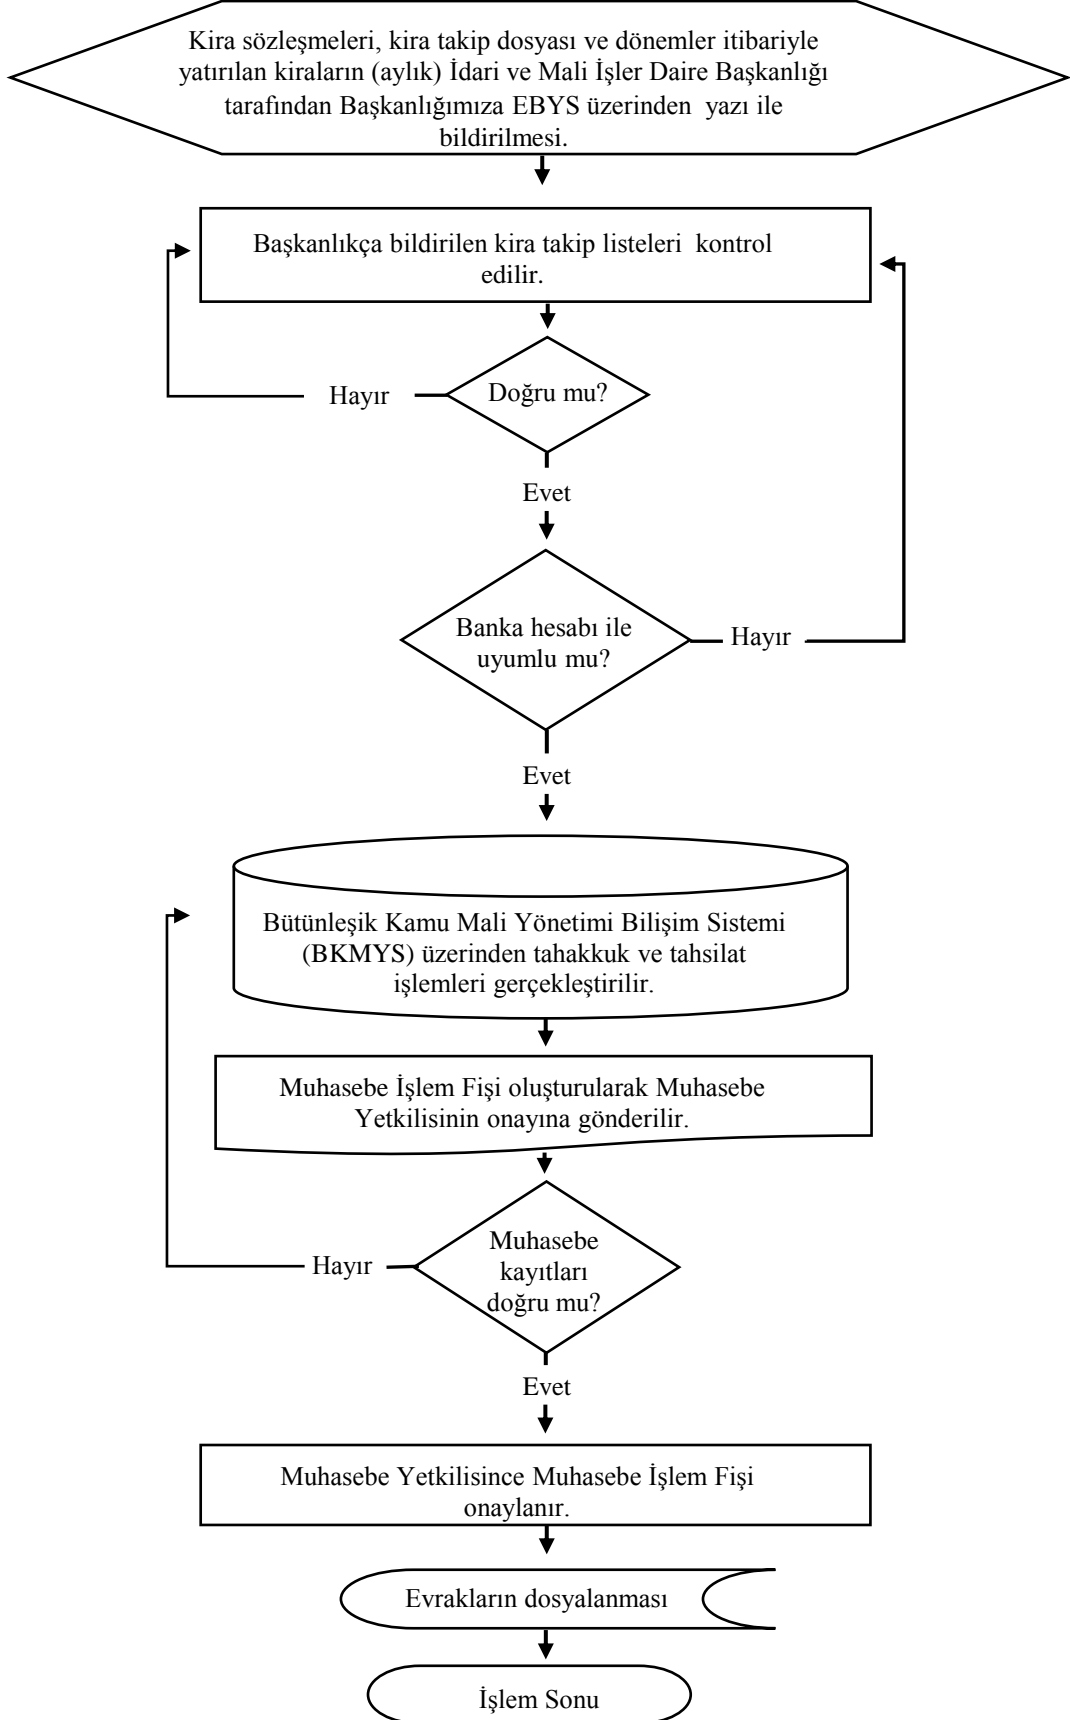 Kira sözleşmeleri, kira takip dosyası ve dönemler itibariyle
yatırılan kiraların (aylık) İdari ve Mali İşler Daire Başkanlığı
tarafından Başkanlığımıza EBYS üzerinden yazı ile
bildirilmesi.
Başkanlıkça bildirilen kira takip listeleri kontrol
edilir.
Hayır
Doğru mu?
Evet
Banka hesabı ile
uyumlu mu?
Hayır
Evet
Bütünleşik Kamu Mali Yönetimi Bilişim Sistemi
(BKMYS) üzerinden tahakkuk ve tahsilat
işlemleri gerçekleştirilir.
Muhasebe İşlem Fişi oluşturularak Muhasebe
Yetkilisinin onayına gönderilir.
Muhasebe
kayıtları
doğru mu?
Hayır
Evet
Muhasebe Yetkilisince Muhasebe İşlem Fişi
onaylanır.
Evrakların dosyalanması
İşlem Sonu